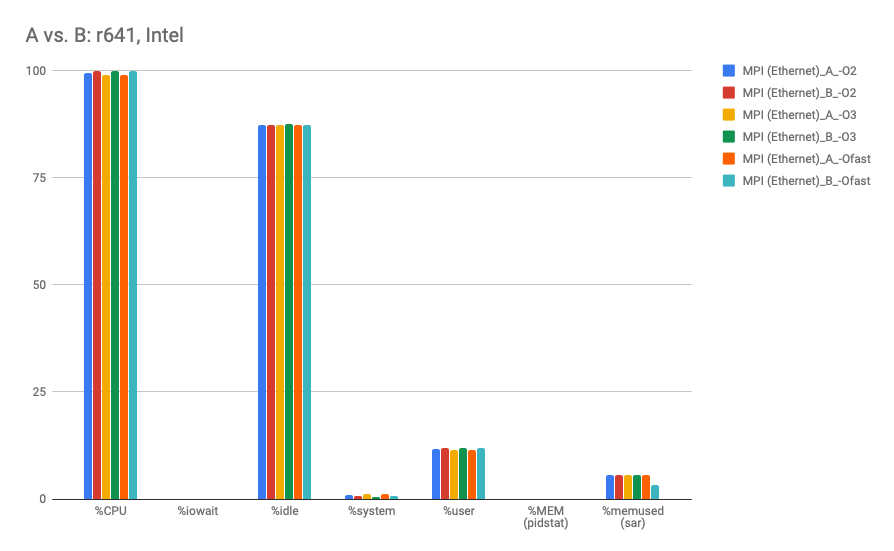 A vs. B: r641, Intel
100
75
50
25
0
%CPU
%iowait
%idle
%system
%user
%MEM
(pidstat)
%memused
(sar)
MPI (Ethernet)_A_-O2
MPI (Ethernet)_B_-O2
MPI (Ethernet)_A_-O3
MPI (Ethernet)_B_-O3
MPI (Ethernet)_A_-Ofast
MPI (Ethernet)_B_-Ofast